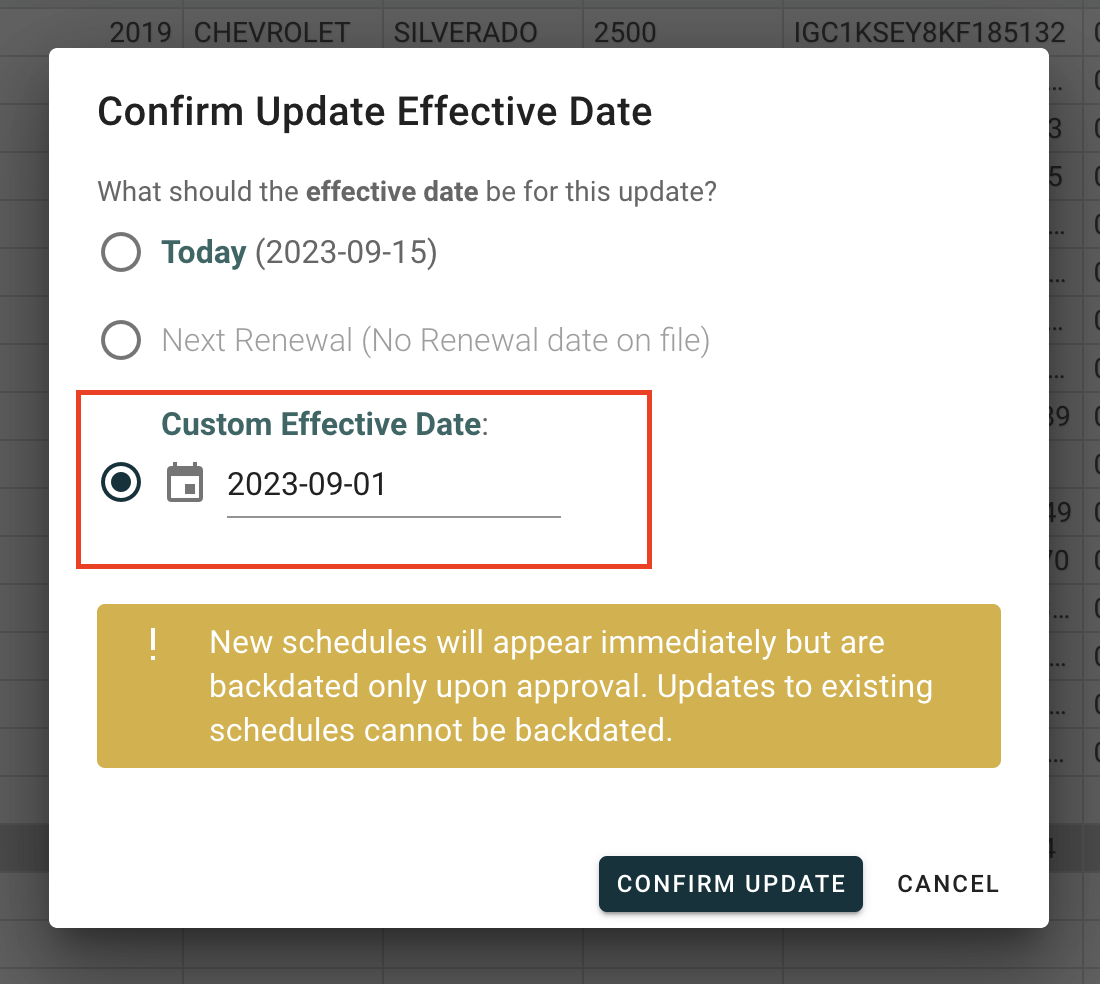 2019 CHEVROLET SILVERADO 2500 IGC1KSEY8KF185132
Confirm Update Effective Date
What should the effective date be for this update?
Today (2023-09-15)
Next Renewal (No Renewal date on file)
Custom Effective Date:
2023-09-01
! New schedules will appear immediately but are
backdated only upon approval. Updates to existing
schedules cannot be backdated.
CONFIRM UPDATE CANCEL